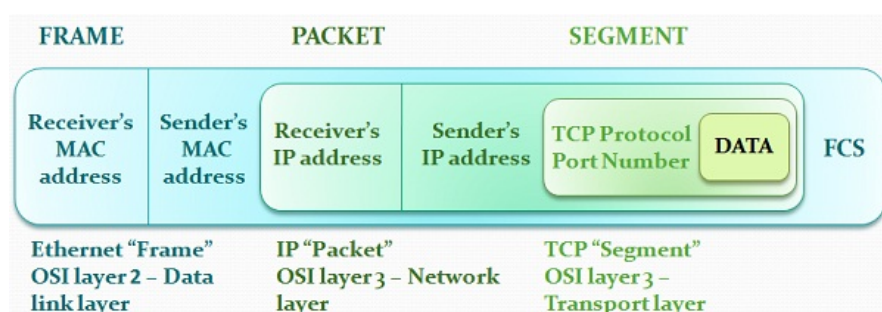 FRAME PACKET SEGMENT
Receiver's
MAC
address
Sender's
MAC
address
Receiver's
IP address
Sender's
IP address
TCP Protocol
Port Number
DATA
FCS
Ethernet “Frame”
OSI layer 2 – Data
link layer
IP “Packet”
OSI layer 3 – Network
layer
TCP “Segment”
OSI layer 3 –
Transport layer